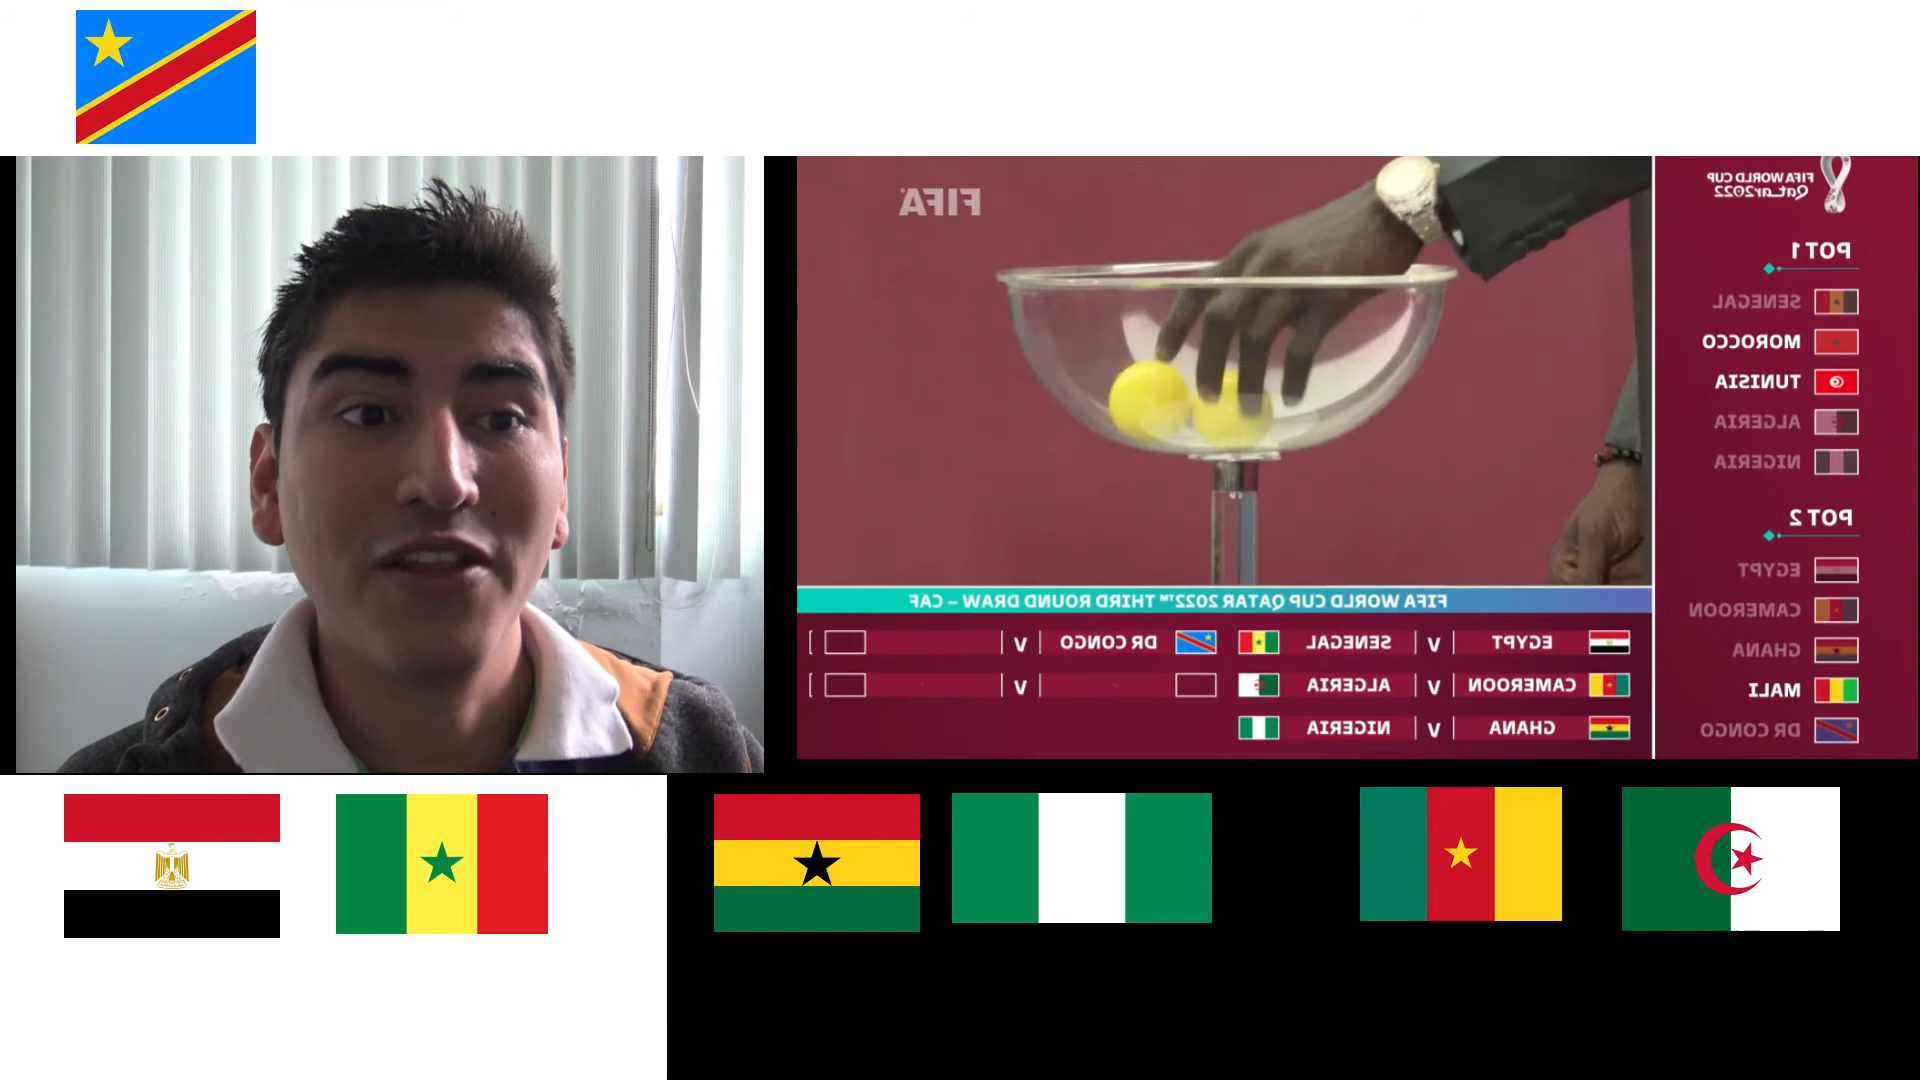 FIFA
FIFA WORLD CUP
Qatar2022
POT 1
SENEGAL
MOROCCO
TUNISIA
ALGERIA
NIGERIA
POT 2
EGYPT
CAMEROON
GHANA
MALI
DR CONGO
FIFA WORLD CUP QATAR 2022™ THIRD ROUND DRAW – CAF
EGYPT V SENEGAL
DR CONGO V
CAMEROON V ALGERIA
V
GHANA V NIGERIA